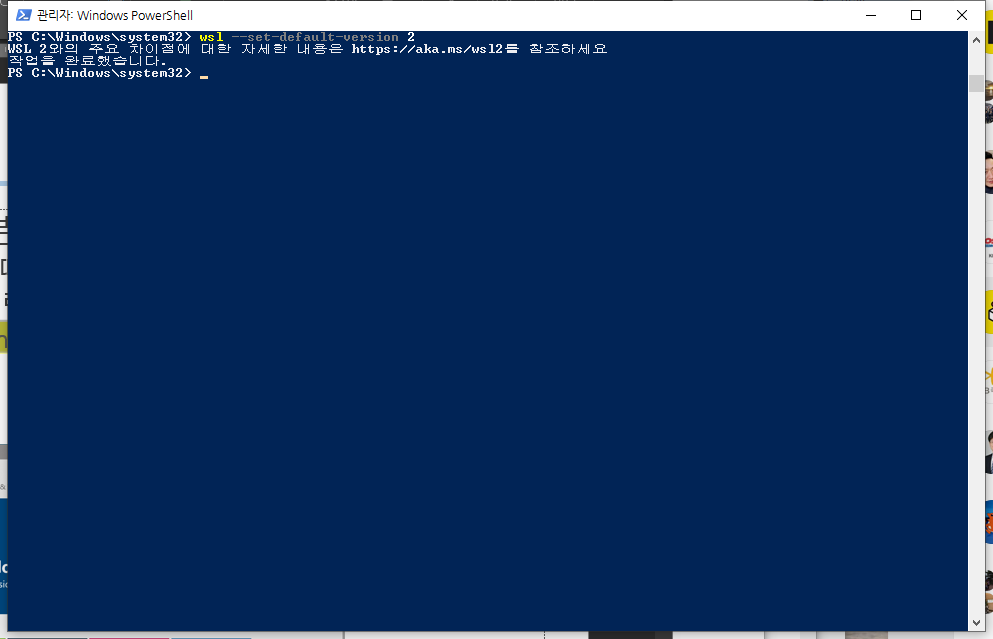 관리자: Windows PowerShell
PS C:\Windows\system32> wsl --set-default-version 2
WSL 2와의 주요 차이점에 대한 자세한 내용은 https://aka.ms/wsl2를 참조하세요
작업을 완료했습니다.
PS C:\Windows\system32>